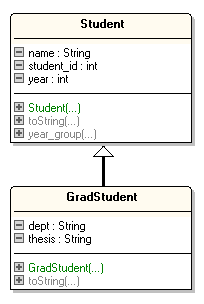 Student
name : String
student_id : int
year : int
Student(...)
toString(...)
year_group(...)
GradStudent
dept : String
thesis : String
GradStudent(...)
toString(...)